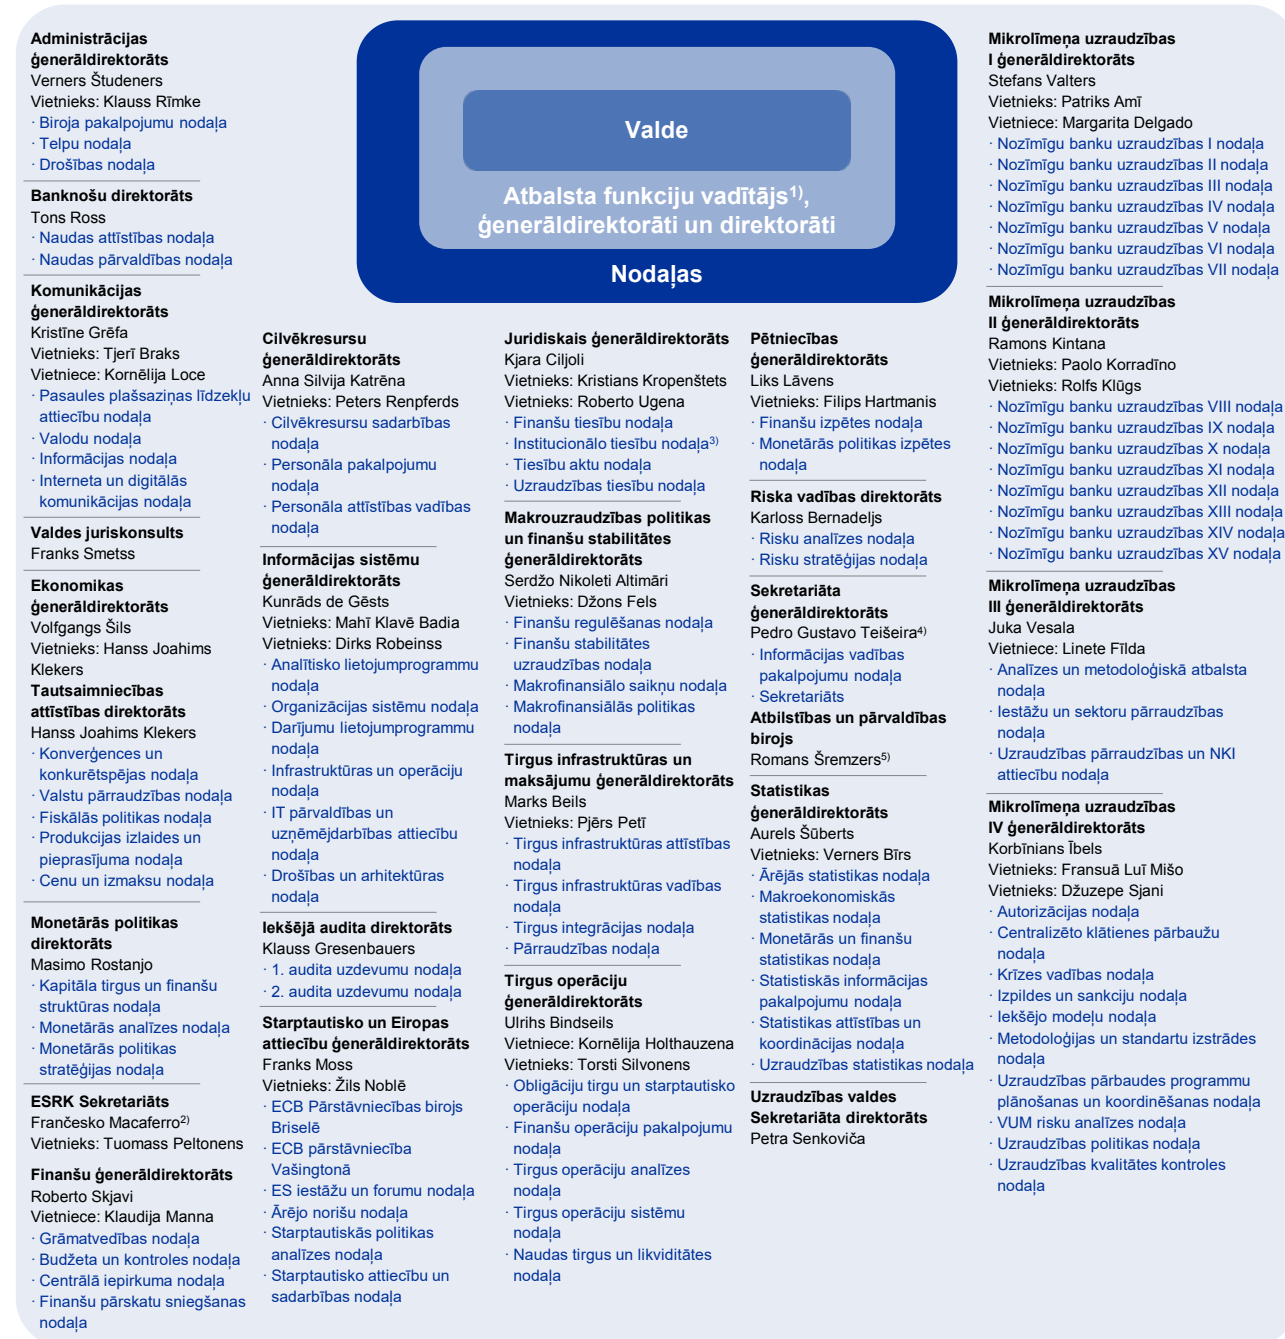 Administrācijas
ģenerāldirektorāts
Verners Študeners
Vietnieks: Klauss Rīmke
· Biroja pakalpojumu nodaļa
· Telpu nodaļa
· Drošības nodaļa
Banknošu direktorāts
Tons Ross
· Naudas attīstības nodaļa
· Naudas pārvaldības nodaļa
Komunikācijas
ģenerāldirektorāts
Kristīne Grēfa
Vietnieks: Tjerī Braks
Vietniece: Kornēlija Loce
· Pasaules plašsaziņas līdzekļu
attiecību nodaļa
· Valodu nodaļa
· Informācijas nodaļa
· Interneta un digitālās
komunikācijas nodaļa
Valdes juriskonsults
Franks Smetss
Ekonomikas
ģenerāldirektorāts
Volfgangs Šils
Vietnieks: Hanss Joahims
Klekers
Tautsaimniecības
attīstības direktorāts
Hanss Joahims Klekers
· Konverģences un
konkurētspējas nodaļa
· Valstu pārraudzības nodaļa
· Fiskālās politikas nodaļa
· Produkcijas izlaides un
pieprasījuma nodaļa
· Cenu un izmaksu nodaļa
Monetārās politikas
direktorāts
Masimo Rostanjo
· Kapitāla tirgus un finanšu
struktūras nodaļa
· Monetārās analīzes nodaļa
· Monetārās politikas
stratēģijas nodaļa
ESRK Sekretariāts
Frančesko Macaferro2)
Vietnieks: Tuomass Peltonens
Finanšu ģenerāldirektorāts
Roberto Skjavi
Vietniece: Klaudija Manna
· Grāmatvedības nodaļa
· Budžeta un kontroles nodaļa
· Centrālā iepirkuma nodaļa
· Finanšu pārskatu sniegšanas
nodaļa
Valde
Atbalsta funkciju vadītājs1),
ģenerāldirektorāti un direktorāti
Nodaļas
Cilvēkresursu
ģenerāldirektorāts
Anna Silvija Katrēna
Vietnieks: Peters Renpferds
· Cilvēkresursu sadarbības
nodaļa
· Personāla pakalpojumu
nodaļa
· Personāla attīstības vadības
nodaļa
Informācijas sistēmu
ģenerāldirektorāts
Kunrāds de Gēsts
Vietnieks: Mahī Klavē Badia
Vietnieks: Dirks Robeinss
· Analītisko lietojumprogrammu
nodaļa
· Organizācijas sistēmu nodaļa
· Darījumu lietojumprogrammu
nodaļa
· Infrastruktūras un operāciju
nodaļa
· IT pārvaldības un
uzņēmējdarbības attiecību
nodaļa
· Drošības un arhitektūras
nodaļa
Iekšējā audita direktorāts
Klauss Gresenbauers
· 1. audita uzdevumu nodaļa
· 2. audita uzdevumu nodaļa
Starptautisko un Eiropas
attiecību ģenerāldirektorāts
Franks Moss
Vietnieks: Žils Noblē
· ECB Pārstāvniecības birojs
Briselē
· ECB pārstāvniecība
Vašingtonā
· ES iestāžu un forumu nodaļa
· Ārējo norišu nodaļa
· Starptautiskās politikas
analīzes nodaļa
· Starptautisko attiecību un
sadarbības nodaļa
Juridiskais ģenerāldirektorāts
Kjara Ciljoli
Vietnieks: Kristians Kropenštets
Vietnieks: Roberto Ugena
· Finanšu tiesību nodaļa
· Institucionālo tiesību nodaļa3)
· Tiesību aktu nodaļa
· Uzraudzības tiesību nodaļa
Makrouzraudzības politikas
un finanšu stabilitātes
ģenerāldirektorāts
Serdžo Nikoleti Altimāri
Vietnieks: Džons Fels
· Finanšu regulēšanas nodaļa
· Finanšu stabilitātes
uzraudzības nodaļa
· Makrofinansiālo saikņu nodaļa
· Makrofinansiālās politikas
nodaļa
Tirgus infrastruktūras un
maksājumu ģenerāldirektorāts
Marks Beils
Vietnieks: Pjērs Petī
· Tirgus infrastruktūras attīstības
nodaļa
· Tirgus infrastruktūras vadības
nodaļa
· Tirgus integrācijas nodaļa
· Pārraudzības nodaļa
Tirgus operāciju
ģenerāldirektorāts
Ulrihs Bindseils
Vietniece: Kornēlija Holthauzena
Vietnieks: Torsti Silvonens
· Obligāciju tirgu un starptautisko
operāciju nodaļa
· Finanšu operāciju pakalpojumu
nodaļa
· Tirgus operāciju analīzes
nodaļa
· Tirgus operāciju sistēmu
nodaļa
· Naudas tirgus un likviditātes
nodaļa
Pētniecības
ģenerāldirektorāts
Liks Lāvens
Vietnieks: Filips Hartmanis
· Finanšu izpētes nodaļa
· Monetārās politikas izpētes
nodaļa
Riska vadības direktorāts
Karloss Bernadeljs
· Risku analīzes nodaļa
· Risku stratēģijas nodaļa
Sekretariāta
ģenerāldirektorāts
Pedro Gustavo Teišeira4)
· Informācijas vadības
pakalpojumu nodaļa
· Sekretariāts
Atbilstības un pārvaldības
birojs
Romans Šremzers5)
Statistikas
ģenerāldirektorāts
Aurels Šūberts
Vietnieks: Verners Bīrs
· Ārējās statistikas nodaļa
· Makroekonomiskās
statistikas nodaļa
· Monetārās un finanšu
statistikas nodaļa
· Statistiskās informācijas
pakalpojumu nodaļa
· Statistikas attīstības un
koordinācijas nodaļa
· Uzraudzības statistikas nodaļa
Uzraudzības valdes
Sekretariāta direktorāts
Petra Senkoviča
Mikrolīmeņa uzraudzības
I ģenerāldirektorāts
Stefans Valters
Vietnieks: Patriks Amī
Vietniece: Margarita Delgado
· Nozīmīgu banku uzraudzības I nodaļa
· Nozīmīgu banku uzraudzības II nodaļa
· Nozīmīgu banku uzraudzības III nodaļa
· Nozīmīgu banku uzraudzības IV nodaļa
· Nozīmīgu banku uzraudzības V nodaļa
· Nozīmīgu banku uzraudzības VI nodaļa
· Nozīmīgu banku uzraudzības VII nodaļa
Mikrolīmeņa uzraudzības
II ģenerāldirektorāts
Ramons Kintana
Vietnieks: Paolo Korradīno
Vietnieks: Rolfs Klūgs
· Nozīmīgu banku uzraudzības VIII nodaļa
· Nozīmīgu banku uzraudzības IX nodaļa
· Nozīmīgu banku uzraudzības X nodaļa
· Nozīmīgu banku uzraudzības XI nodaļa
· Nozīmīgu banku uzraudzības XII nodaļa
· Nozīmīgu banku uzraudzības XIII nodaļa
· Nozīmīgu banku uzraudzības XIV nodaļa
· Nozīmīgu banku uzraudzības XV nodaļa
Mikrolīmeņa uzraudzības
III ģenerāldirektorāts
Juka Vesala
Vietniece: Linete Fīlda
· Analīzes un metodoloģiskā atbalsta
nodaļa
· Iestāžu un sektoru pārraudzības
nodaļa
· Uzraudzības pārraudzības un NKI
attiecību nodaļa
Mikrolīmeņa uzraudzības
IV ģenerāldirektorāts
Korbīnians Ībels
Vietnieks: Fransuā Luī Mišo
Vietnieks: Džuzepe Sjani
· Autorizācijas nodaļa
· Centralizēto klātienes pārbaužu
nodaļa
· Krīzes vadības nodaļa
· Izpildes un sankciju nodaļa
· Iekšējo modeļu nodaļa
· Metodoloģijas un standartu izstrādes
nodaļa
· Uzraudzības pārbaudes programmu
plānošanas un koordinēšanas nodaļa
· VUM risku analīzes nodaļa
· Uzraudzības politikas nodaļa
· Uzraudzības kvalitātes kontroles
nodaļa